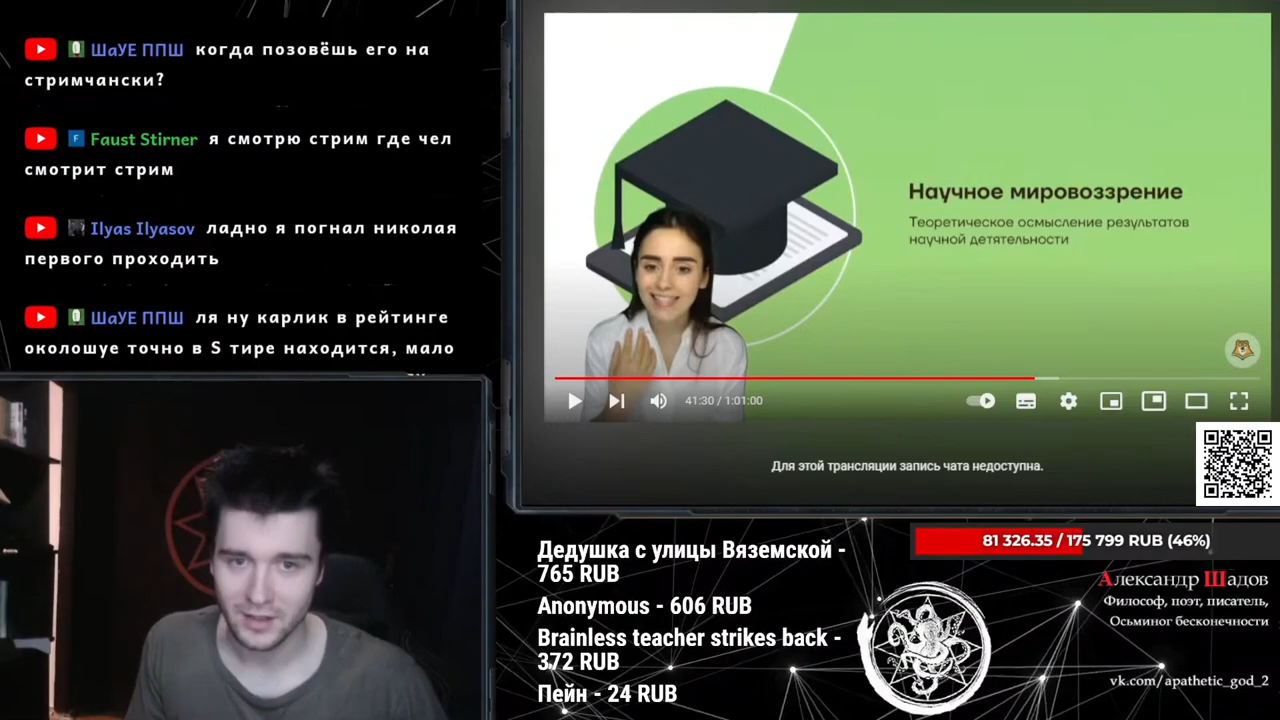 ШаУЕ ППШ когда позовёшь его на
стримчански?
Faust Stirner я смотрю стрим где чел
смотрит стрим
Ilyas Ilyasov ладно я погнал николая
первого проходить
ШаУЕ ППШ ля ну карлик в рейтинге
околошуе точно в S тире находится, мало
Научное мировоззрение
Теоретическое осмысление результатов
научной детятельности
41:30 / 1:01:00
Для этой трансляции запись чата недоступна.
81 326.35 / 175 799 RUB (46%)
Дедушка с улицы Вяземской -
765 RUB
Anonymous - 606 RUB
Brainless teacher strikes back -
372 RUB
Пейн - 24 RUB
Александр Шадов
Философ, поэт, писатель,
Осьминог бесконечности
vk.com/apathetic_god_2